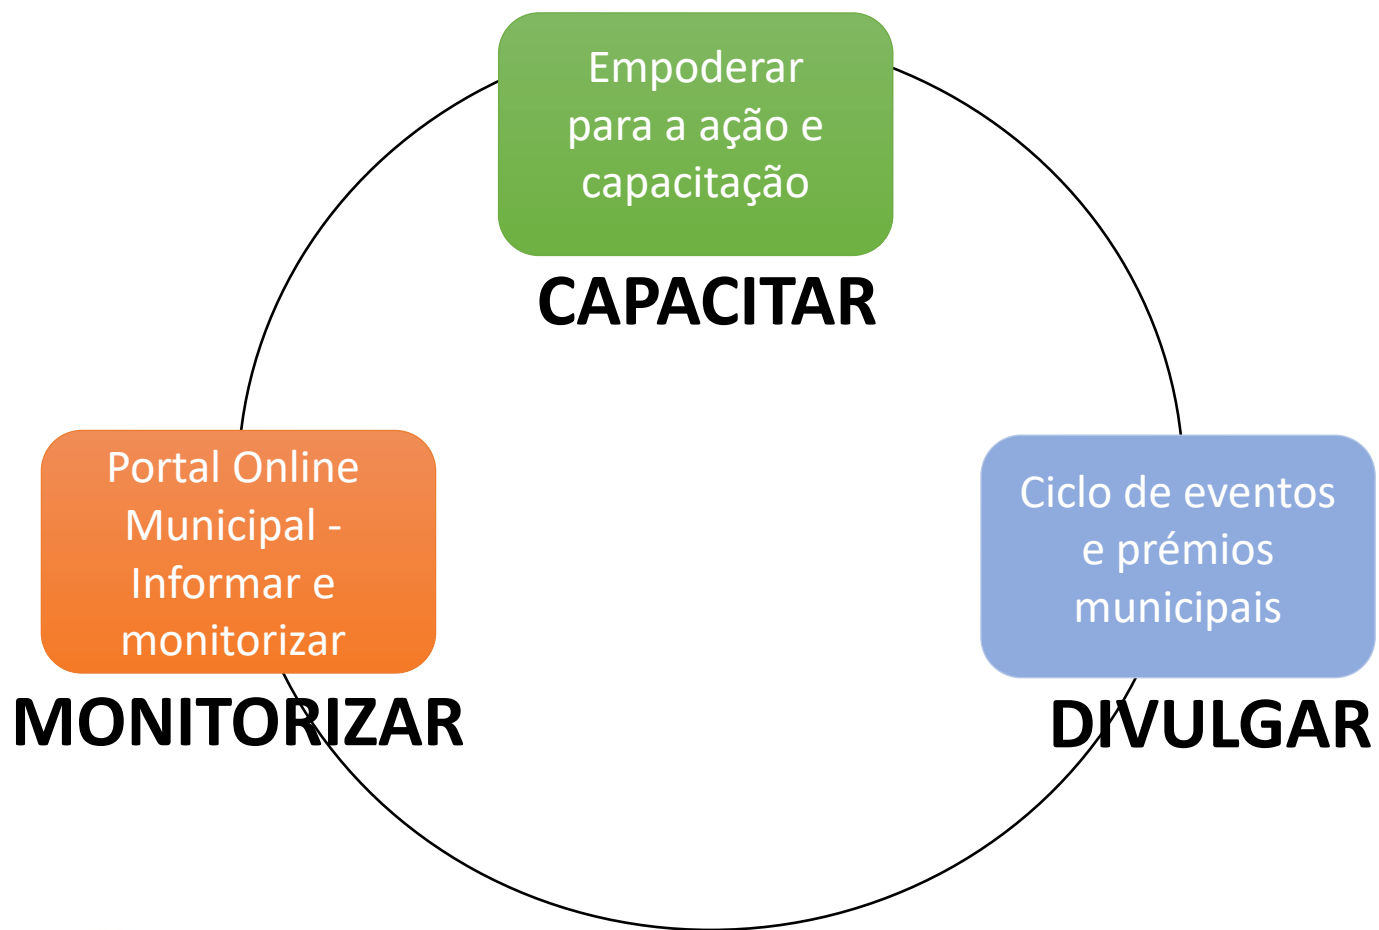 Empoderar
para a ação e
capacitação
CAPACITAR
Portal Online
Municipal -
Informar e
monitorizar
MONITORIZAR
Ciclo de eventos
e prémios
municipais
DIVULGAR